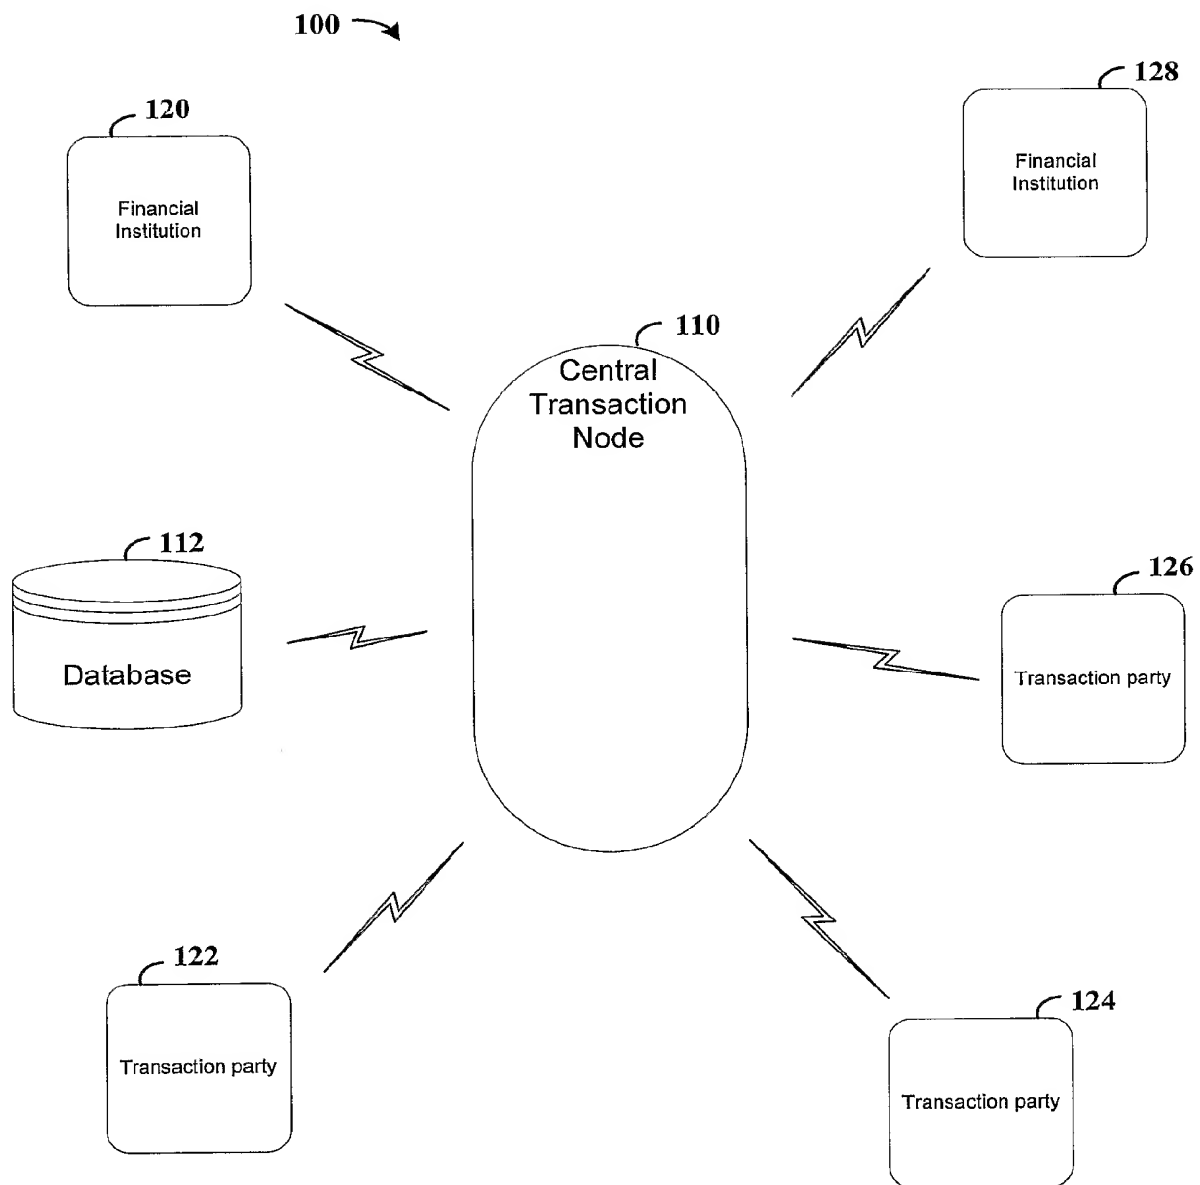 100
120
Financial
Institution
128
Financial
Institution
110
Central
Transaction
Node
112
Database
126
Transaction party
122
Transaction party
124
Transaction party